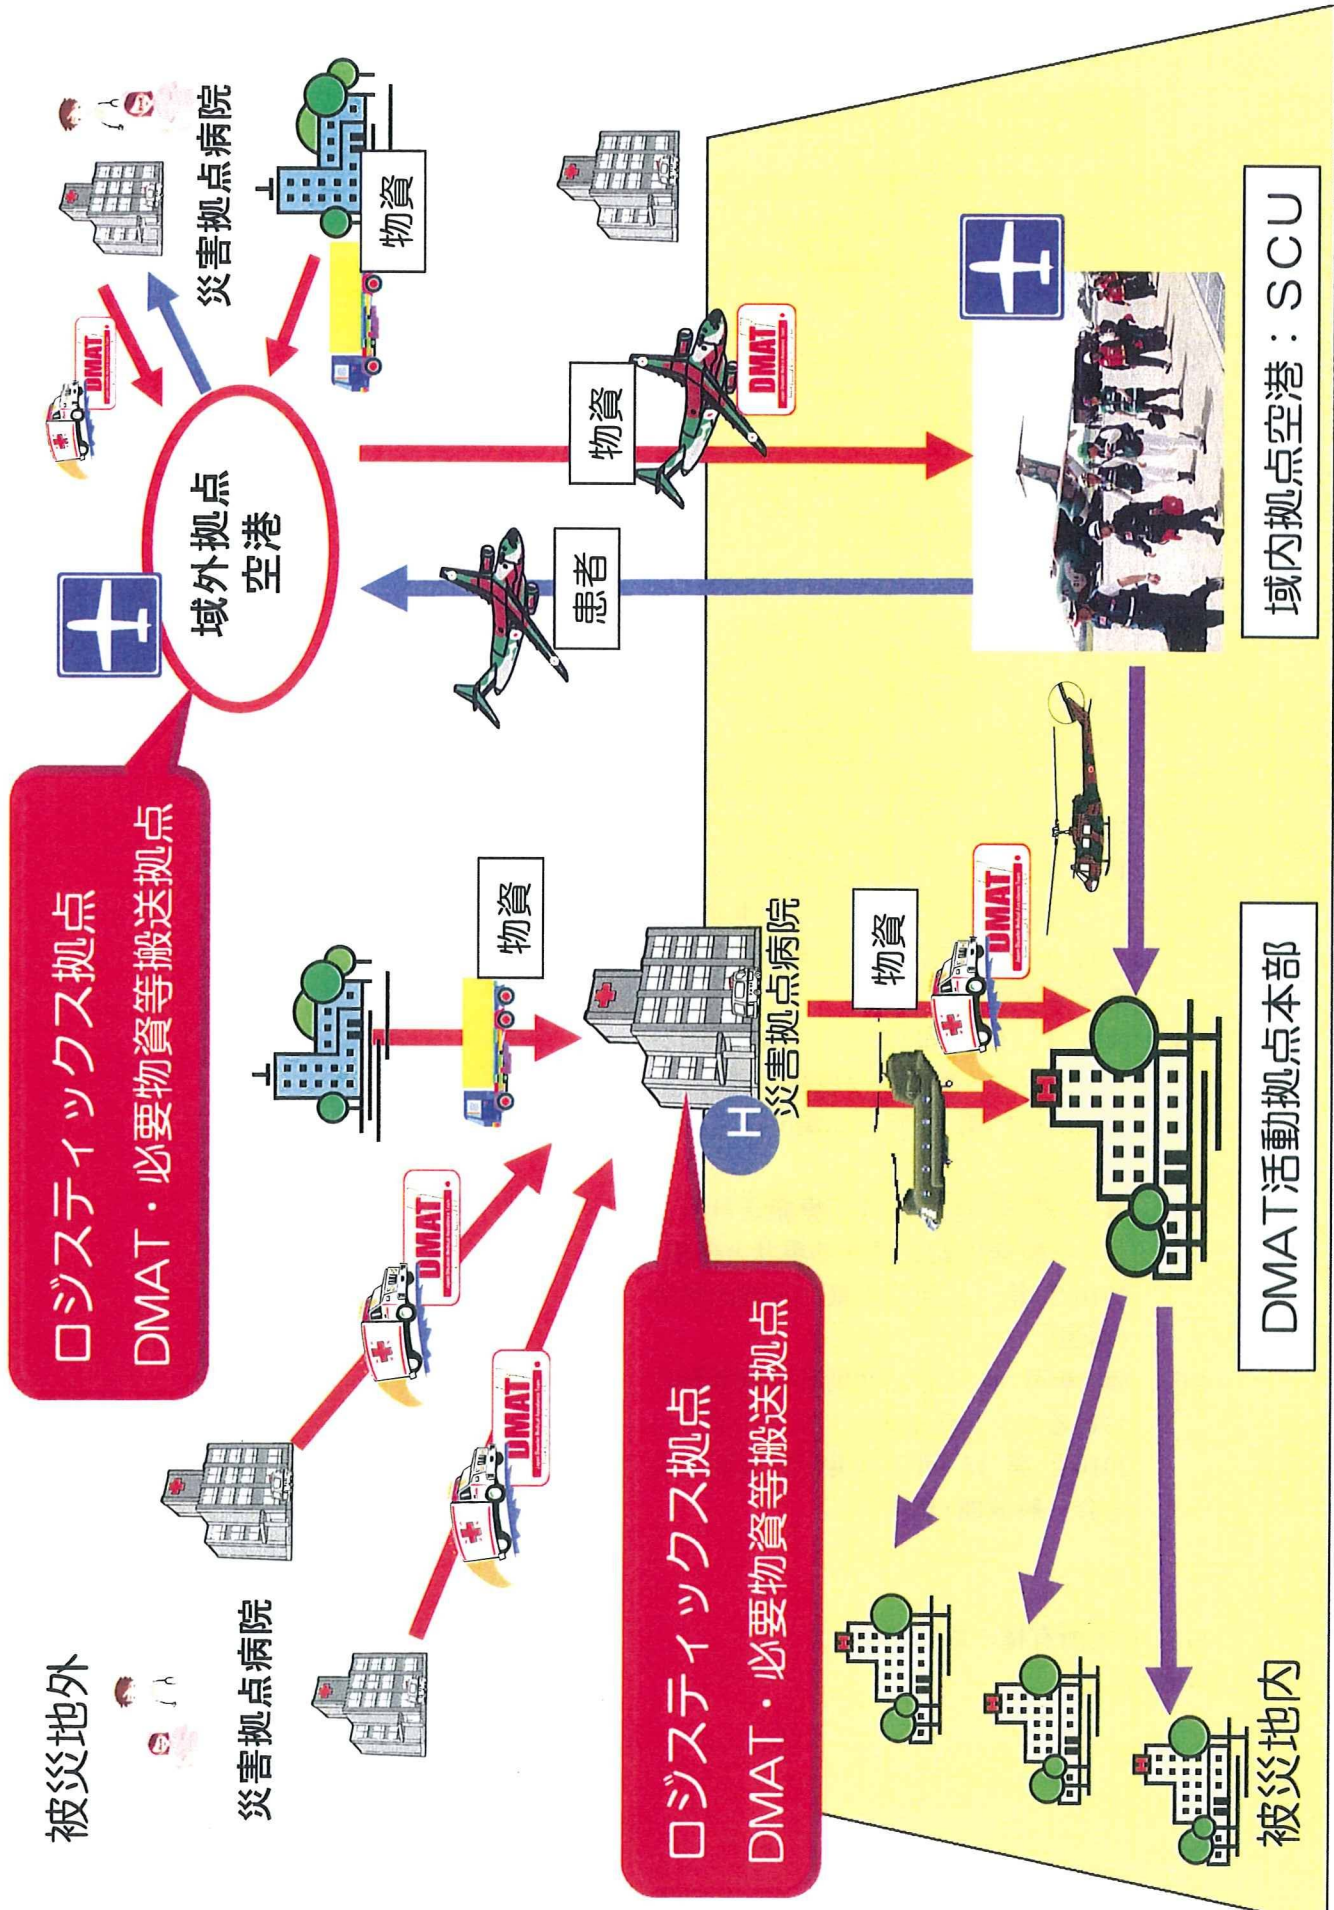 被災地外
災害拠点病院
DMAT
DMAT
ロジスティックス拠点
DMAT・必要物資等搬送拠点
物資
域外拠点
空港
DMAT
災害拠点病院
物資
ロジスティックス拠点
DMAT・必要物資等搬送拠点
H
災害拠点病院
患者
物資
DMAT
物資
DMAT
H
H
H
H
被災地内
DMAT活動拠点本部
域内拠点空港：SCU